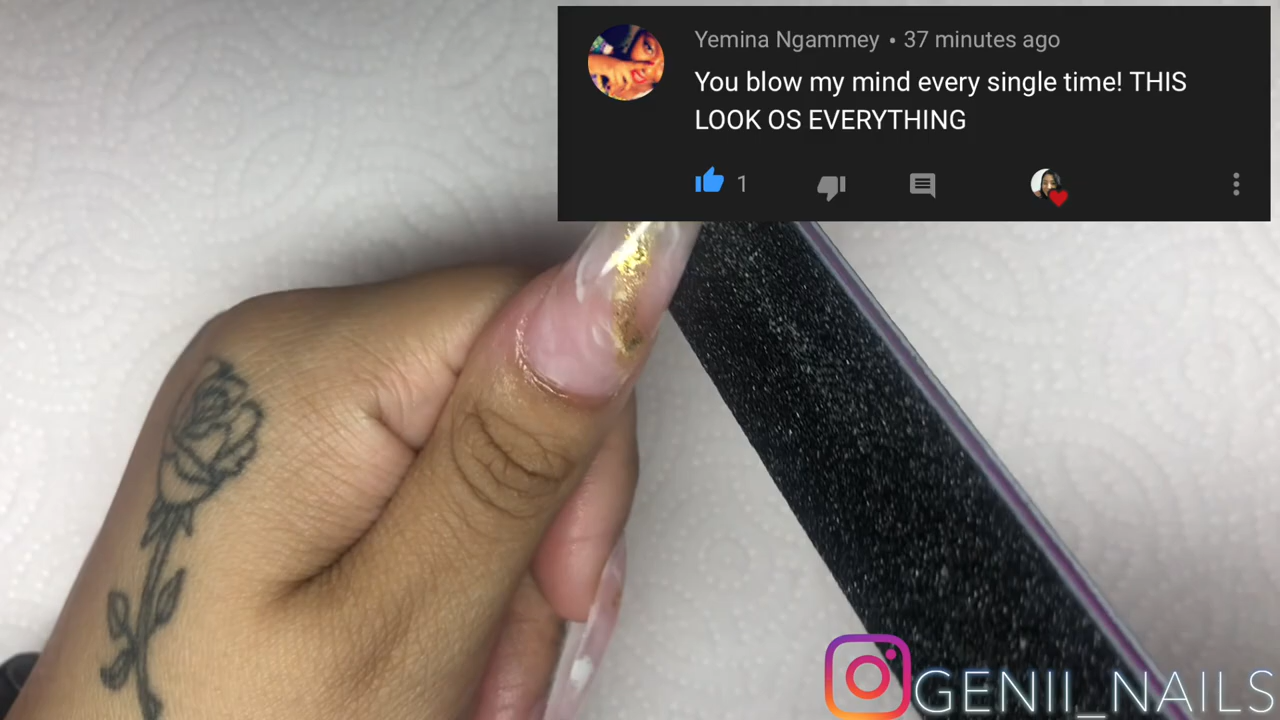 Yemina Ngammey • 37 minutes ago
You blow my mind every single time! THIS
LOOK OS EVERYTHING
1
GENII_NAILS